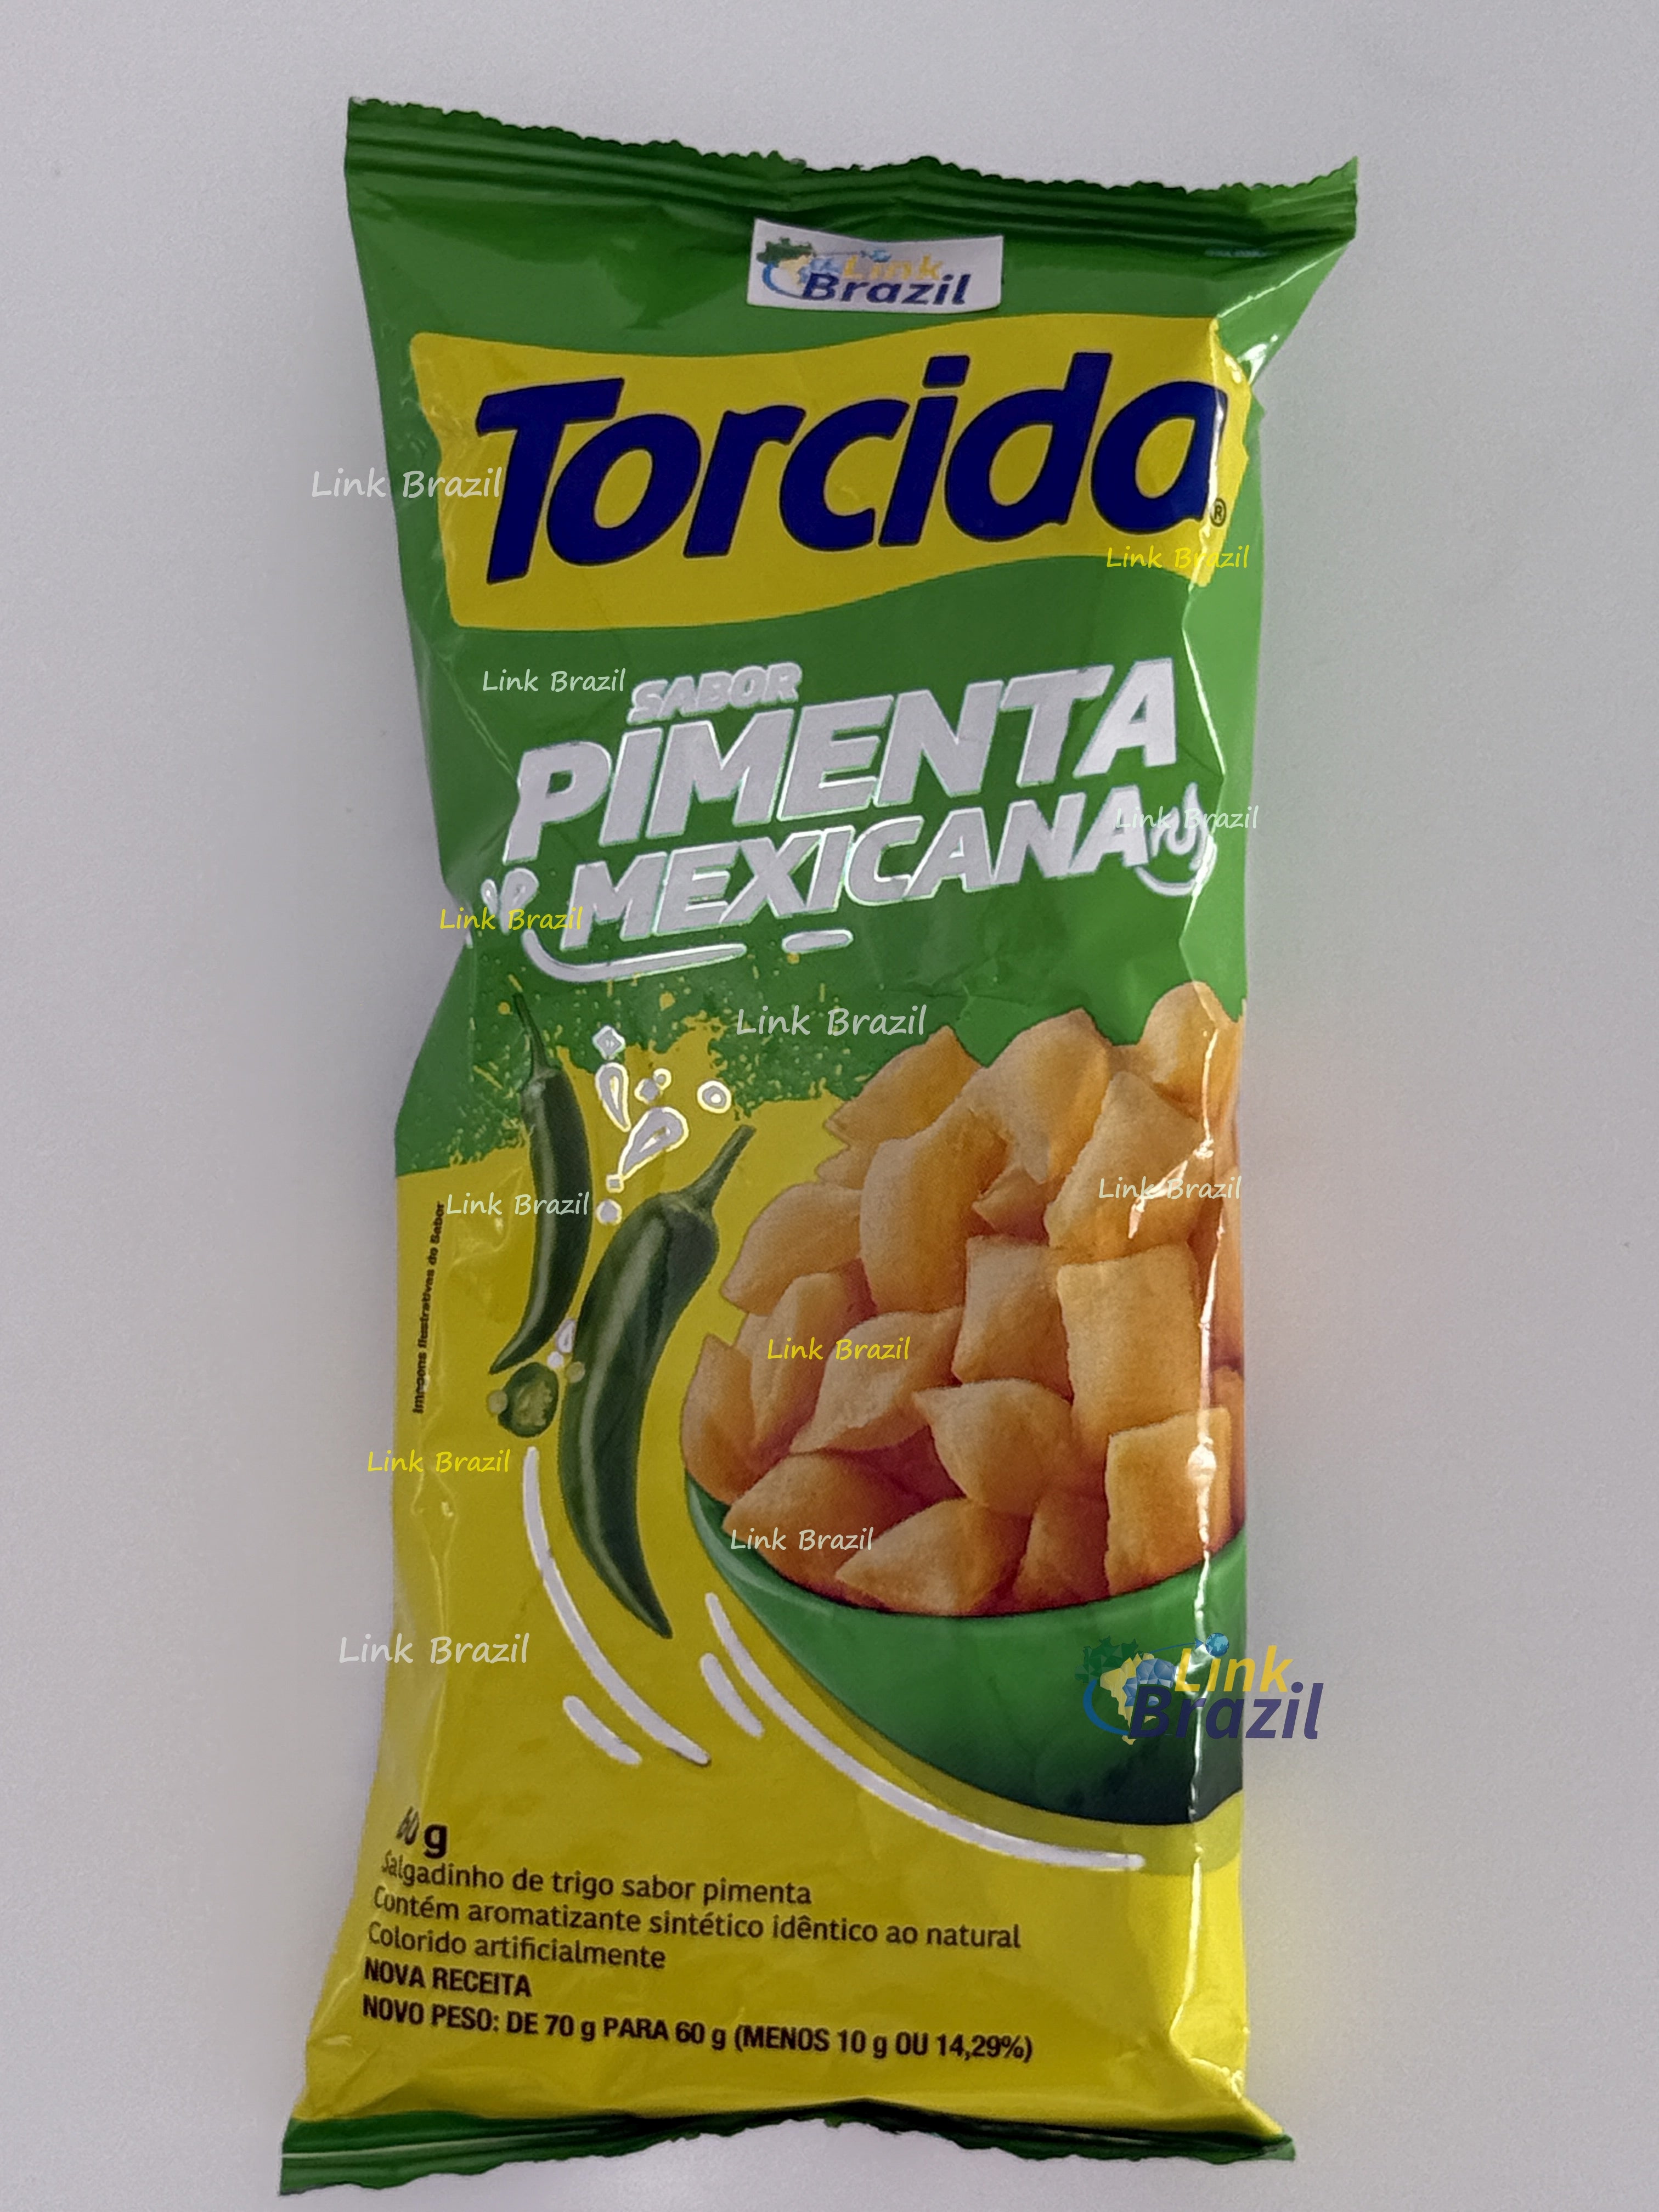 Link
Brazil
Torcida®
Link Brazil
Link Brazil
Link Brazil
SABOR
PIMENTA
MEXICANA
Link Brazil
Link Brazil
Link Brazil
Link Brazil
Link Brazil
Imagens Ilustrativas do Sabor
Link Brazil
Link Brazil
Link Brazil
Link Brazil
Link
Brazil
60 g
Salgadinho de trigo sabor pimenta
Contém aromatizante sintético idêntico ao natural
Colorido artificialmente
NOVA RECEITA
NOVO PESO: DE 70 g PARA 60 g (MENOS 10 g OU 14,29%)